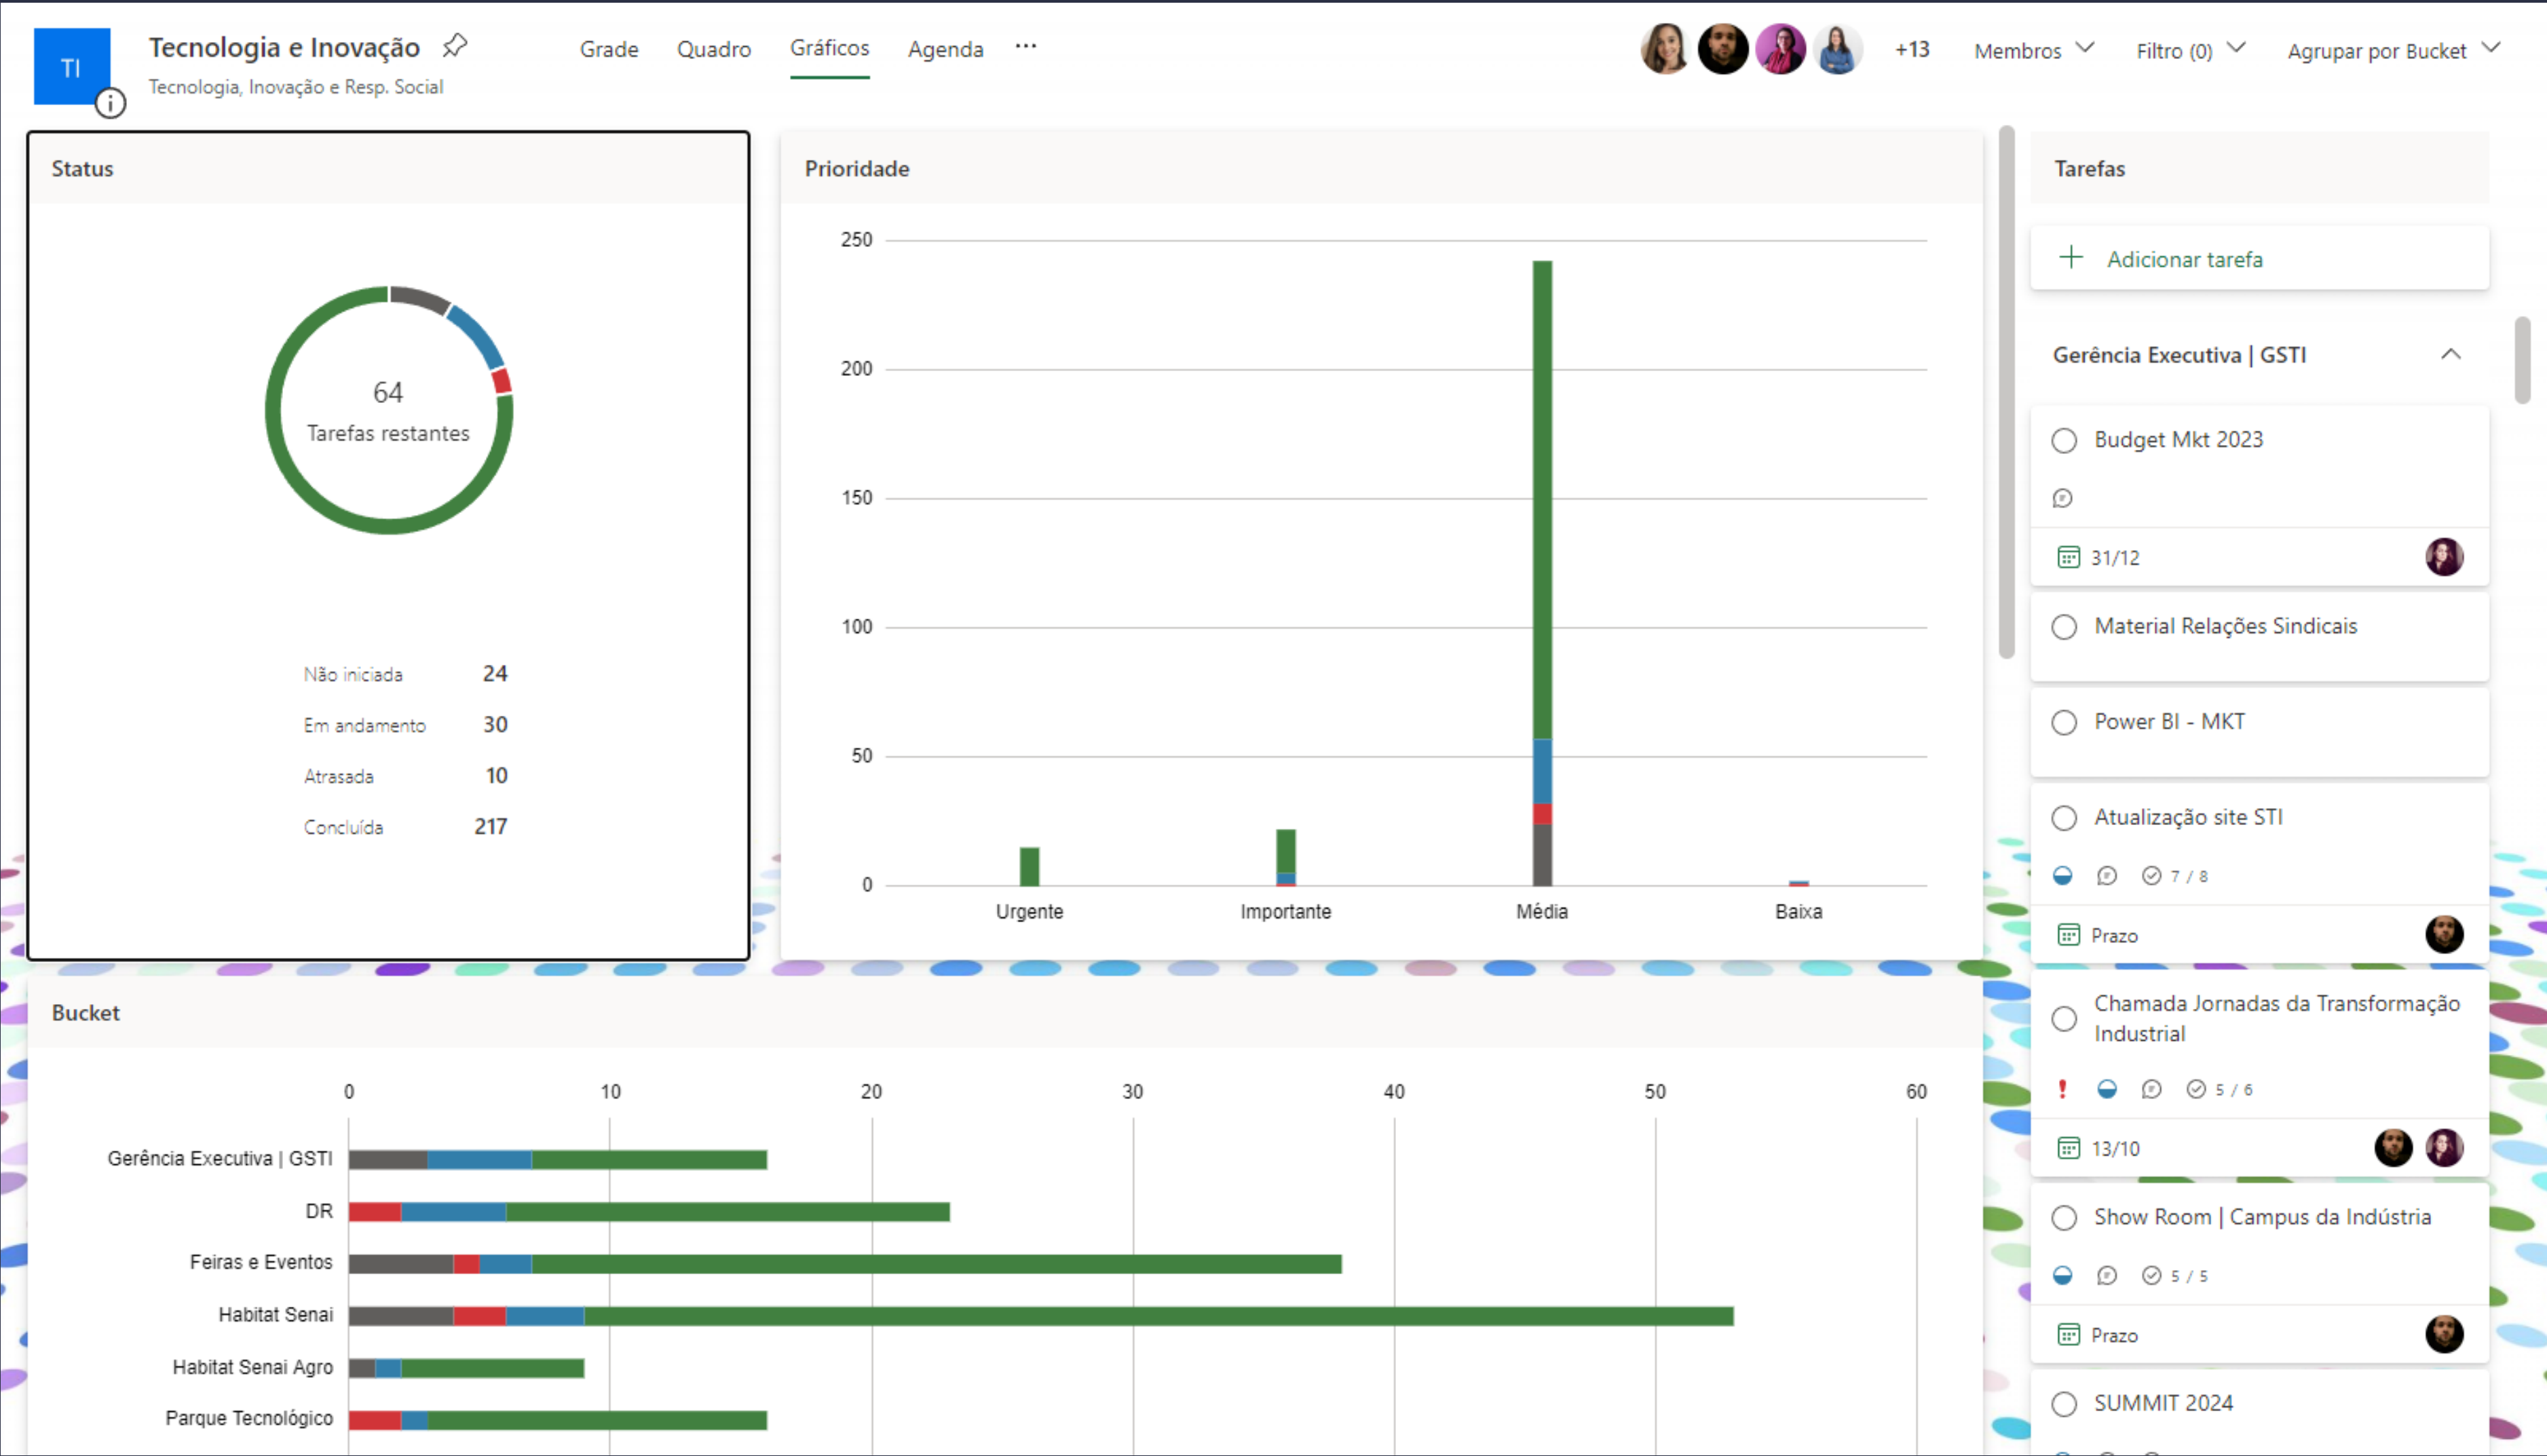 TI
Tecnologia e Inovação
Tecnologia, Inovação e Resp. Social
Grade
Quadro
Gráficos
Agenda
...
+13
Membros
Filtro (0)
Agrupar por Bucket
Status
64
Tarefas restantes
Não iniciada 24
Em andamento 30
Atrasada 10
Concluída 217
Prioridade
250
200
150
100
50
0
Urgente
Importante
Média
Baixa
Bucket
0 10 20 30 40 50 60
Gerência Executiva | GSTI
DR
Feiras e Eventos
Habitat Senai
Habitat Senai Agro
Parque Tecnológico
Tarefas
+ Adicionar tarefa
Gerência Executiva | GSTI
Budget Mkt 2023
31/12
Material Relações Sindicais
Power BI - MKT
Atualização site STI
7 / 8
Prazo
Chamada Jornadas da Transformação
Industrial
5 / 6
13/10
Show Room | Campus da Indústria
5 / 5
Prazo
SUMMIT 2024